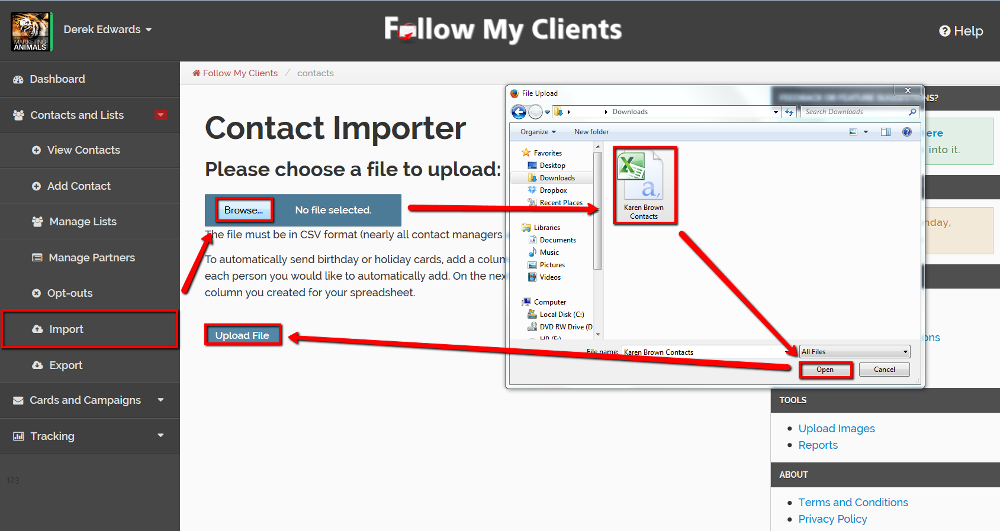 THE MARKETING
ANIMALS
Derek Edwards
Follow My Clients
Help
Dashboard
Contacts and Lists
View Contacts
Add Contact
Manage Lists
Manage Partners
Opt-outs
Import
Export
Cards and Campaigns
Tracking
123
Follow My Clients / contacts
Contact Importer
Please choose a file to upload:
Browse... No file selected.
The file must be in CSV format (nearly all contact managers
To automatically send birthday or holiday cards, add a colum
each person you would like to automatically add. On the nex
column you created for your spreadsheet.
Upload File
File Upload
Downloads
Search Downloads
Organize New folder
Favorites
Desktop
Downloads
Dropbox
Recent Places
Libraries
Documents
Music
Pictures
Videos
Computer
Local Disk (C:)
DVD RW Drive (D
HP (F:)
Karen Brown
Contacts
File name: Karen Brown Contacts
All Files
Open Cancel
FEEDBACK OR FEATURE SUGGESTIONS?
ere
into it.
nday,
ons
TOOLS
Upload Images
Reports
ABOUT
Terms and Conditions
Privacy Policy